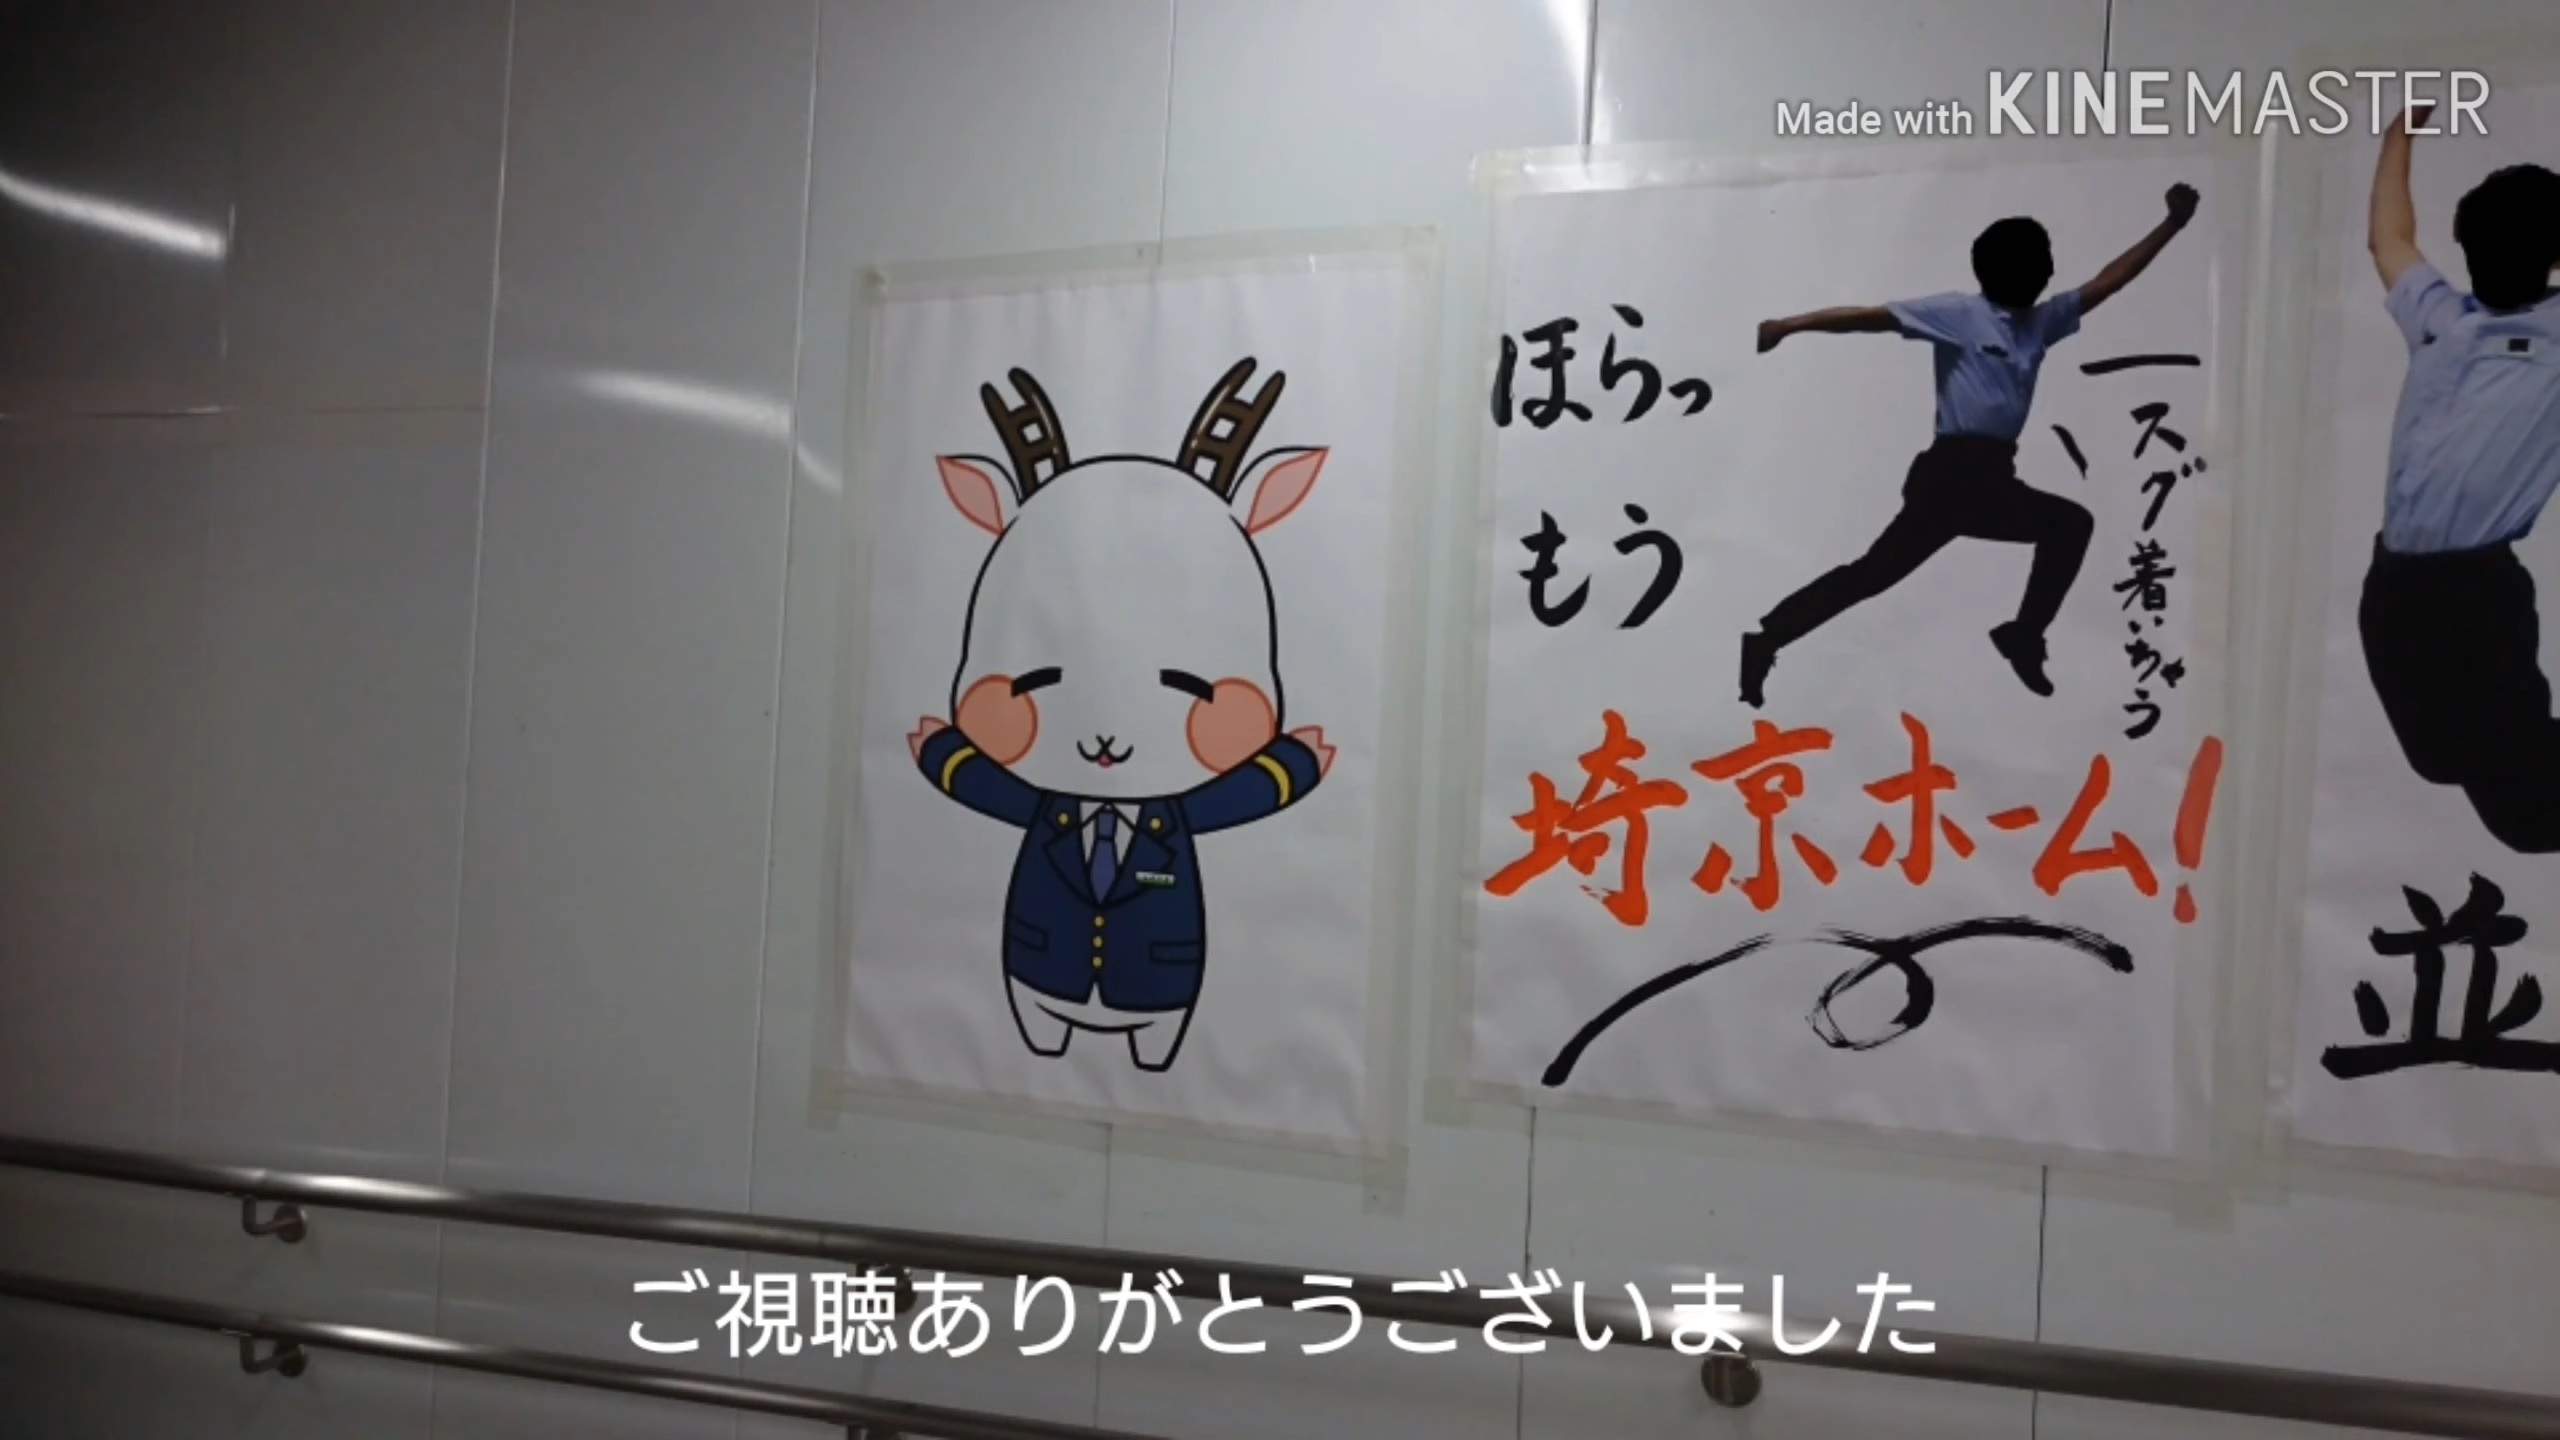 Made with KINEMASTER
ほらっ
もう
スグ着いちゃう
埼京ホーム!
並
ご視聴ありがとうございました